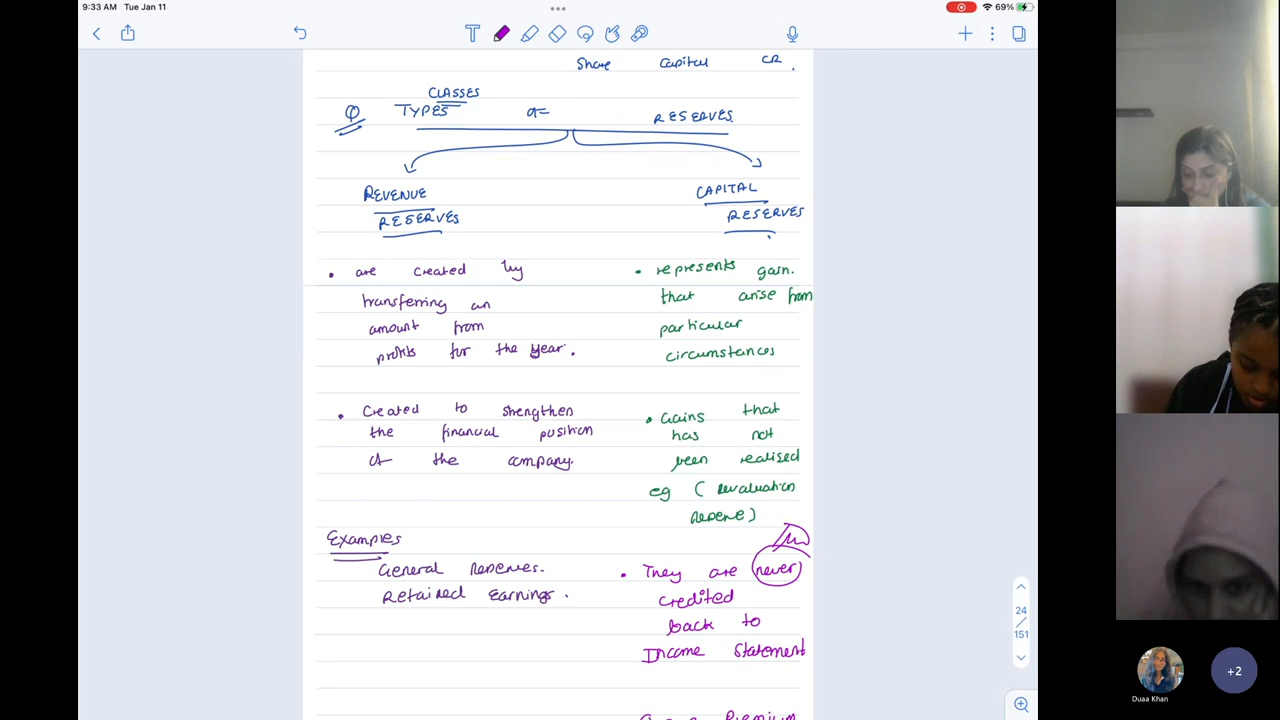 9:33 AM Tue Jan 11
69%
Share Capital CR.
CLASSES
Q TYPES OF RESERVES
REVENUE
RESERVES
CAPITAL
RESERVES
• are created by
transferring an
amount from
profits for the year.
• represents gain.
that arise from
particular
circumstances
• Created to strengthen
the financial position
of the company.
• Gains that
has not
been realised
eg (revaluation
reserve)
Examples
General Reserves.
Retained Earnings.
• They are never
credited
back to
Income Statement
Premium
24
/
151
Duaa Khan
+2